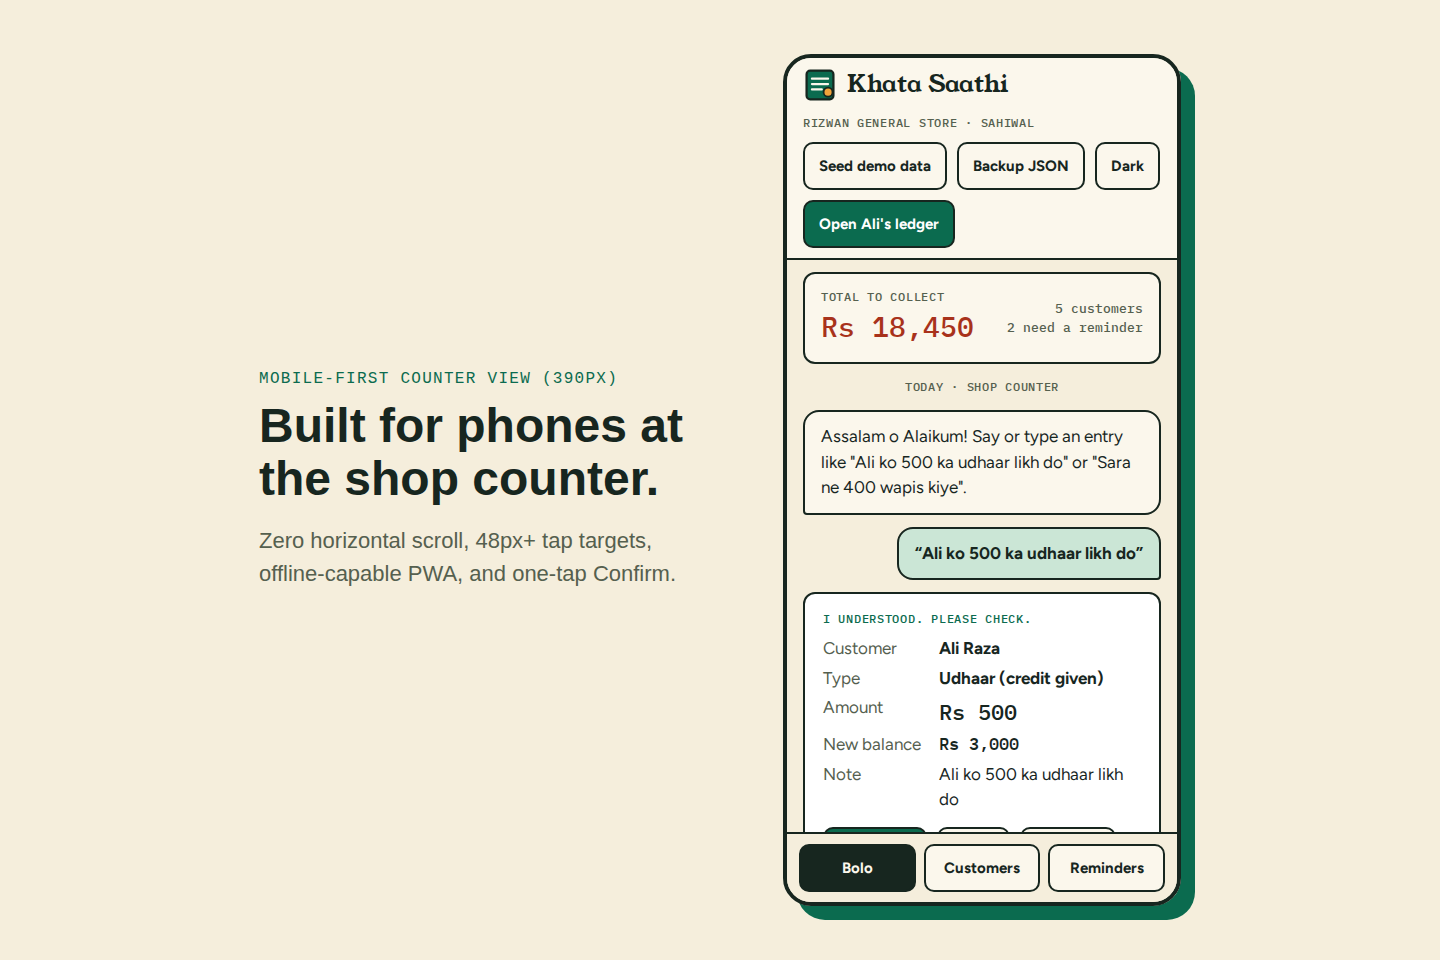 MOBILE-FIRST COUNTER VIEW (390PX)
Built for phones at
the shop counter.
Zero horizontal scroll, 48px+ tap targets,
offline-capable PWA, and one-tap Confirm.
Khata Saathi
RIZWAN GENERAL STORE · SAHIWAL
Seed demo data
Backup JSON
Dark
Open Ali's ledger
TOTAL TO COLLECT
Rs 18,450
5 customers
2 need a reminder
TODAY · SHOP COUNTER
Assalam o Alaikum! Say or type an entry
like "Ali ko 500 ka udhaar likh do" or "Sara
ne 400 wapis kiye".
“Ali ko 500 ka udhaar likh do”
I UNDERSTOOD. PLEASE CHECK.
Customer Ali Raza
Type Udhaar (credit given)
Amount Rs 500
New balance Rs 3,000
Note Ali ko 500 ka udhaar likh
do
Bolo
Customers
Reminders